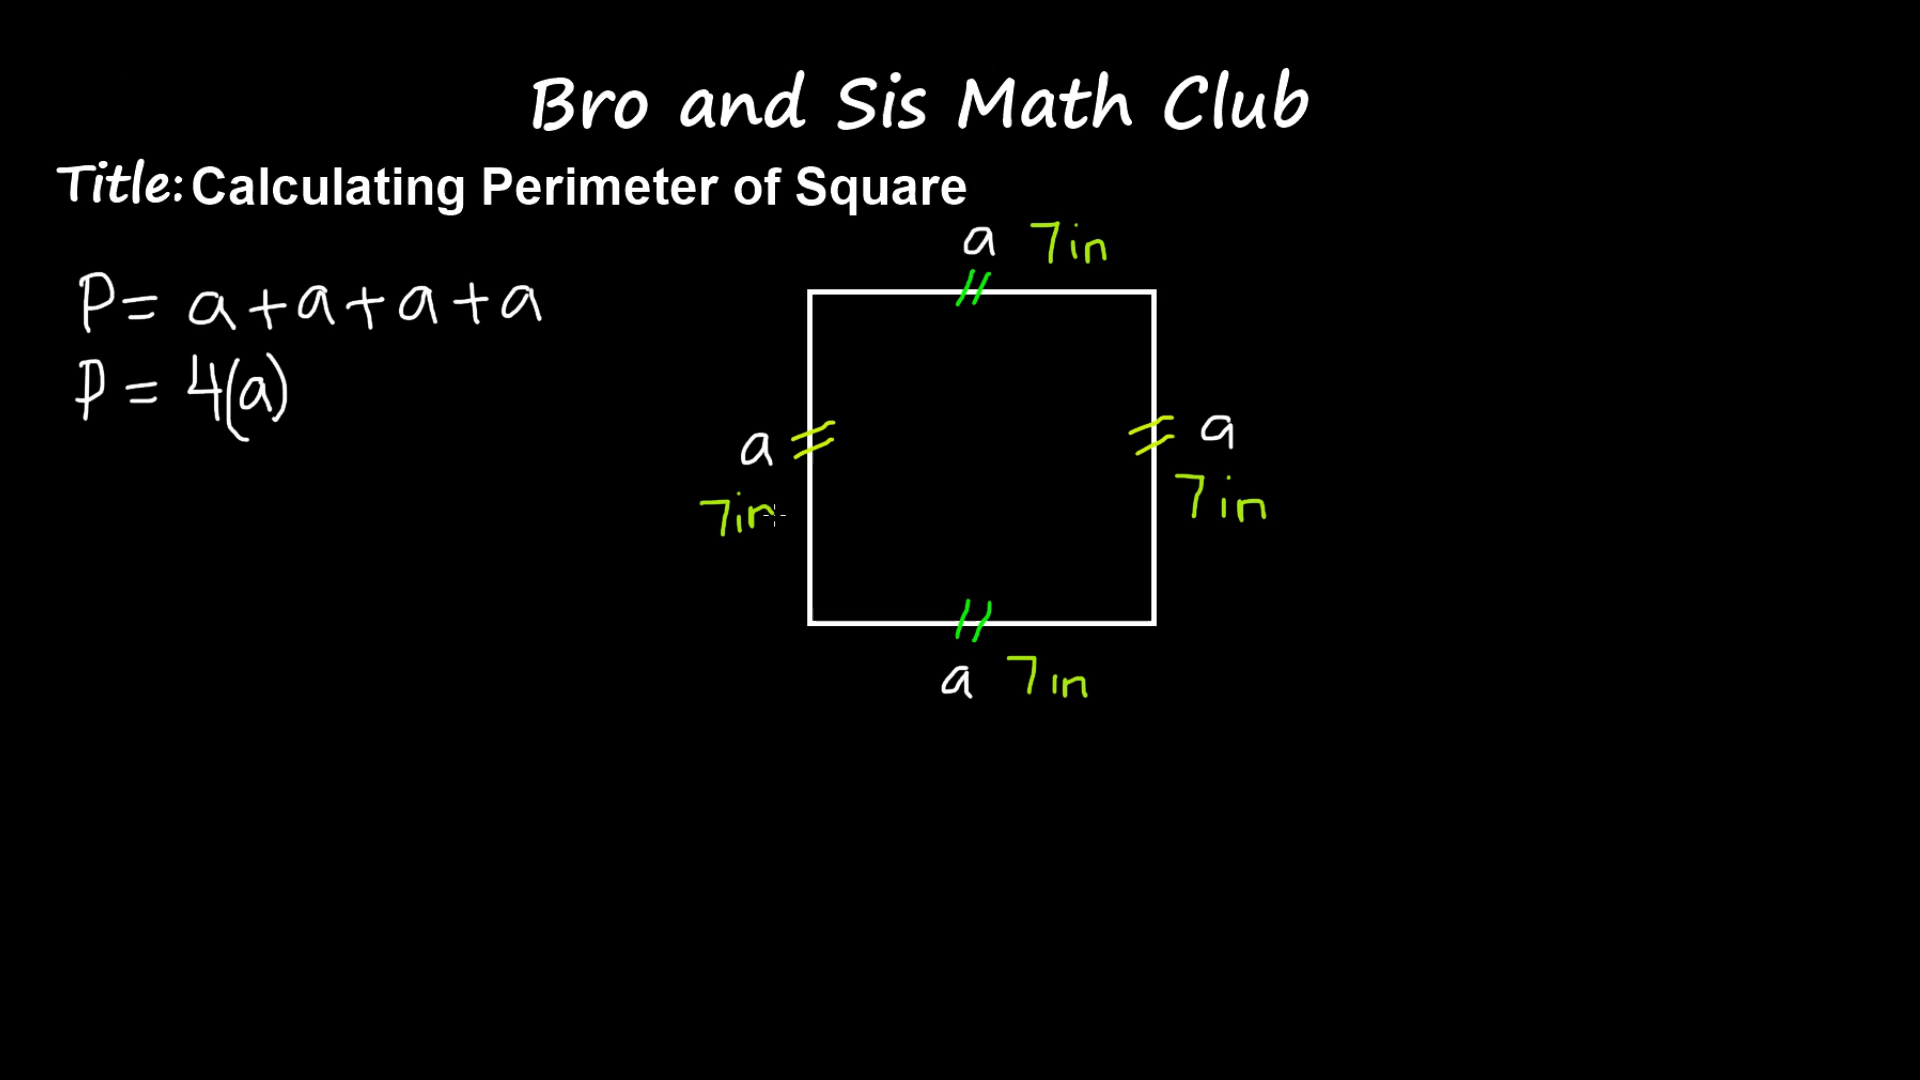 Bro and Sis Math Club
Title: Calculating Perimeter of Square
a 7in
P = a + a + a + a
P = 4(a)
a
a
7in
7in
a 7in